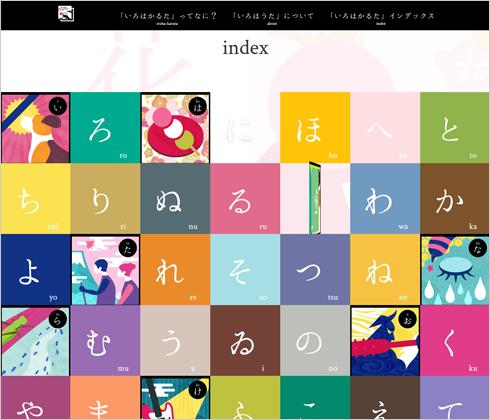 「いろはかるた」ってなに？ 「いろはうた」について 「いろはかるた」インデックス
iroha-karuta about index
index
い ろ は に ほ へ と
ro ho he to
ち り ぬ る わ か
chi ri nu ru wa ka
よ た れ そ つ ね な
yo re so tsu ne
ら む う ゐ の お く
mu u i no ku
や ま け ふ こ え て